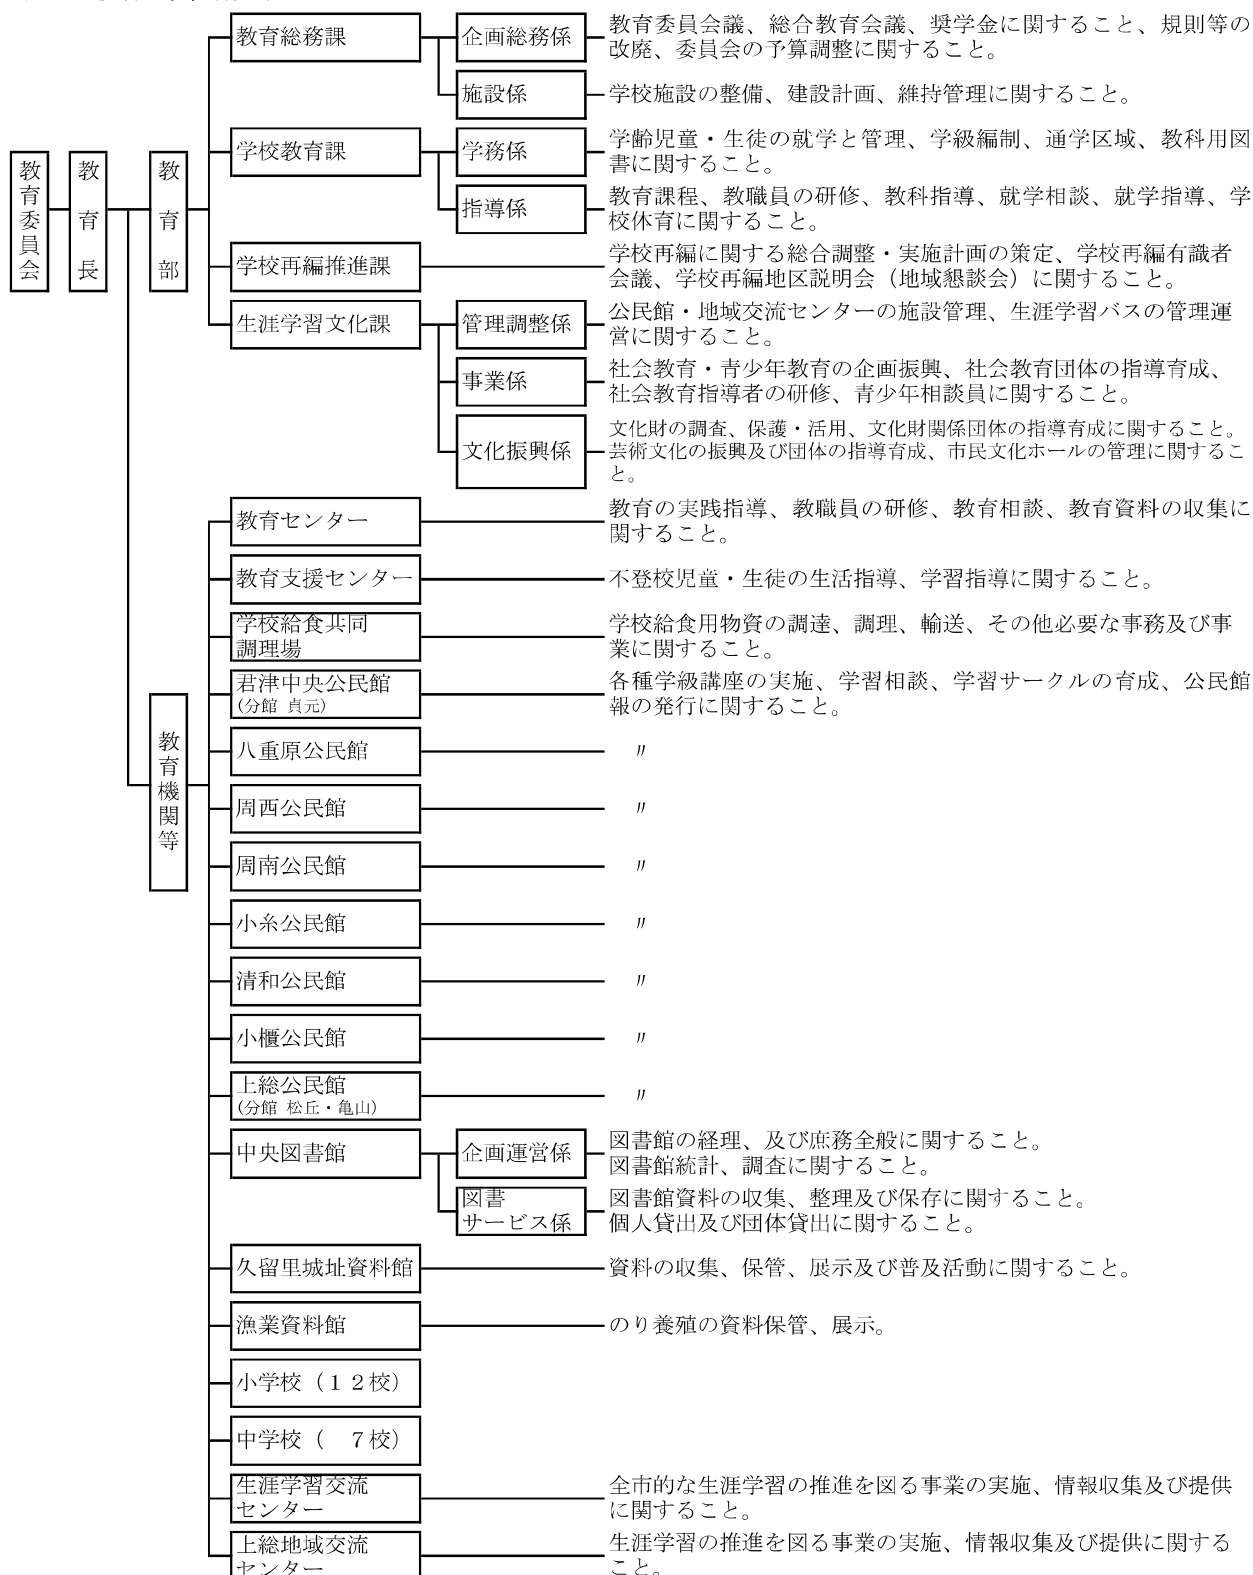 教育総務課
企画総務係
教育委員会議、総合教育会議、奨学金に関すること、規則等の
改廃、委員会の予算調整に関すること。
施設係
学校施設の整備、建設計画、維持管理に関すること。
教育委員会
教育長
教育部
学校教育課
学務係
学齢児童・生徒の就学と管理、学級編制、通学区域、教科用図
書に関すること。
指導係
教育課程、教職員の研修、教科指導、就学相談、就学指導、学
校体育に関すること。
学校再編推進課
学校再編に関する総合調整・実施計画の策定、学校再編有識者
会議、学校再編地区説明会（地域懇談会）に関すること。
生涯学習文化課
管理調整係
公民館・地域交流センターの施設管理、生涯学習バスの管理運
営に関すること。
事業係
社会教育・青少年教育の企画振興、社会教育団体の指導育成、
社会教育指導者の研修、青少年相談員に関すること。
文化振興係
文化財の調査、保護・活用、文化財関係団体の指導育成に関すること。
芸術文化の振興及び団体の指導育成、市民文化ホールの管理に関するこ
と。
教育機関等
教育センター
教育の実践指導、教職員の研修、教育相談、教育資料の収集に
関すること。
教育支援センター
不登校児童・生徒の生活指導、学習指導に関すること。
学校給食共同
調理場
学校給食用物資の調達、調理、輸送、その他必要な事務及び事
業に関すること。
君津中央公民館
(分館 貞元)
各種学級講座の実施、学習相談、学習サークルの育成、公民館
報の発行に関すること。
八重原公民館
〃
周西公民館
〃
周南公民館
〃
小糸公民館
〃
清和公民館
〃
小櫃公民館
〃
上総公民館
(分館 松丘・亀山)
〃
中央図書館
企画運営係
図書館の経理、及び庶務全般に関すること。
図書館統計、調査に関すること。
図書
サービス係
図書館資料の収集、整理及び保存に関すること。
個人貸出及び団体貸出に関すること。
久留里城址資料館
資料の収集、保管、展示及び普及活動に関すること。
漁業資料館
のり養殖の資料保管、展示。
小学校（１２校）
中学校（　７校）
生涯学習交流
センター
全市的な生涯学習の推進を図る事業の実施、情報収集及び提供
に関すること。
上総地域交流
センター
生涯学習の推進を図る事業の実施、情報収集及び提供に関する
こと。